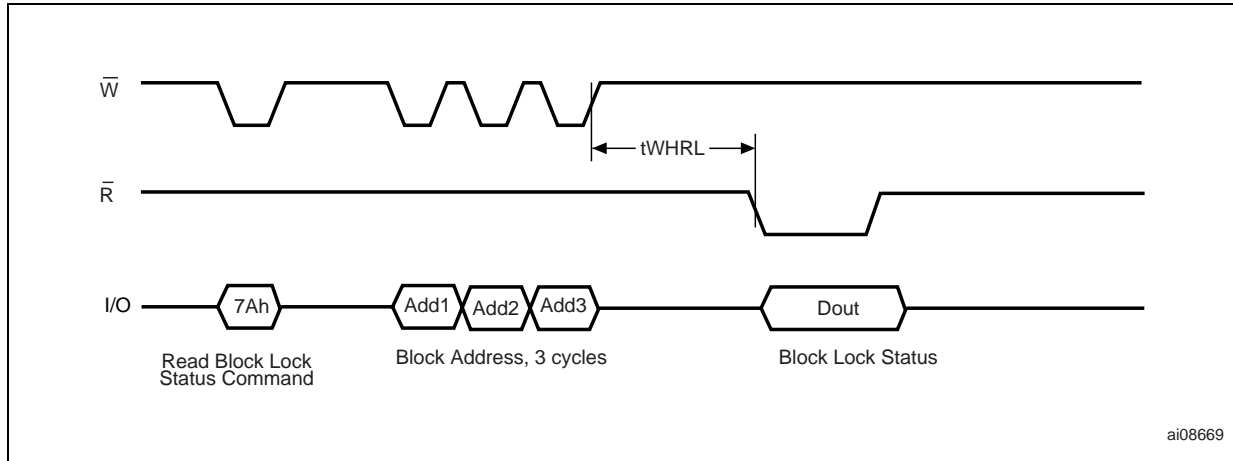 W̅
tWHRL
R̅
I/O
7Ah
Add1
Add2
Add3
Dout
Read Block Lock
Status Command
Block Address, 3 cycles
Block Lock Status
ai08669